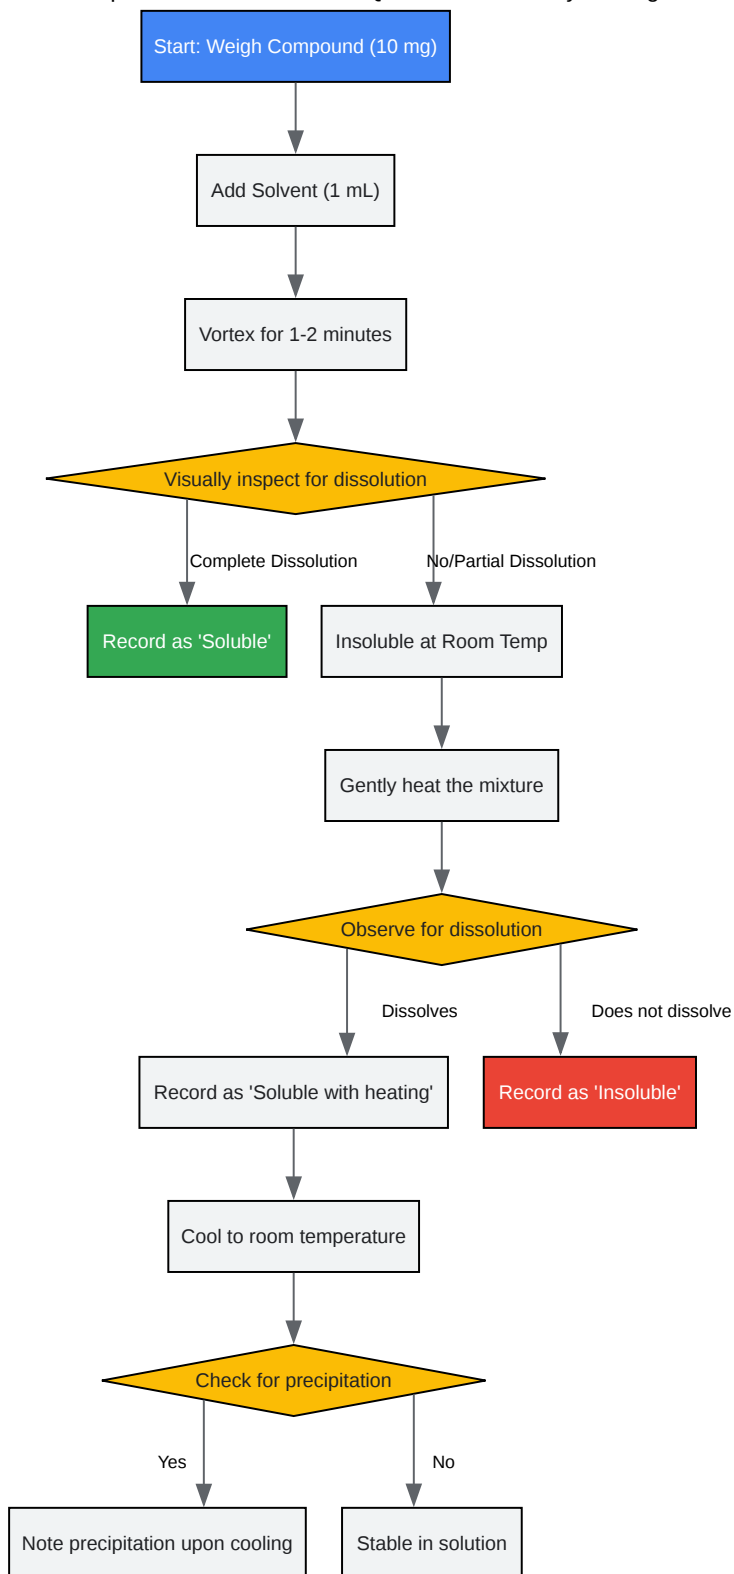 Start: Weigh Compound (10 mg)
Add Solvent (1 mL)
Vortex for 1-2 minutes
Visually inspect for dissolution
Complete Dissolution
No/Partial Dissolution
Record as 'Soluble'
Insoluble at Room Temp
Gently heat the mixture
Observe for dissolution
Dissolves
Does not dissolve
Record as 'Soluble with heating'
Record as 'Insoluble'
Cool to room temperature
Check for precipitation
Yes
No
Note precipitation upon cooling
Stable in solution